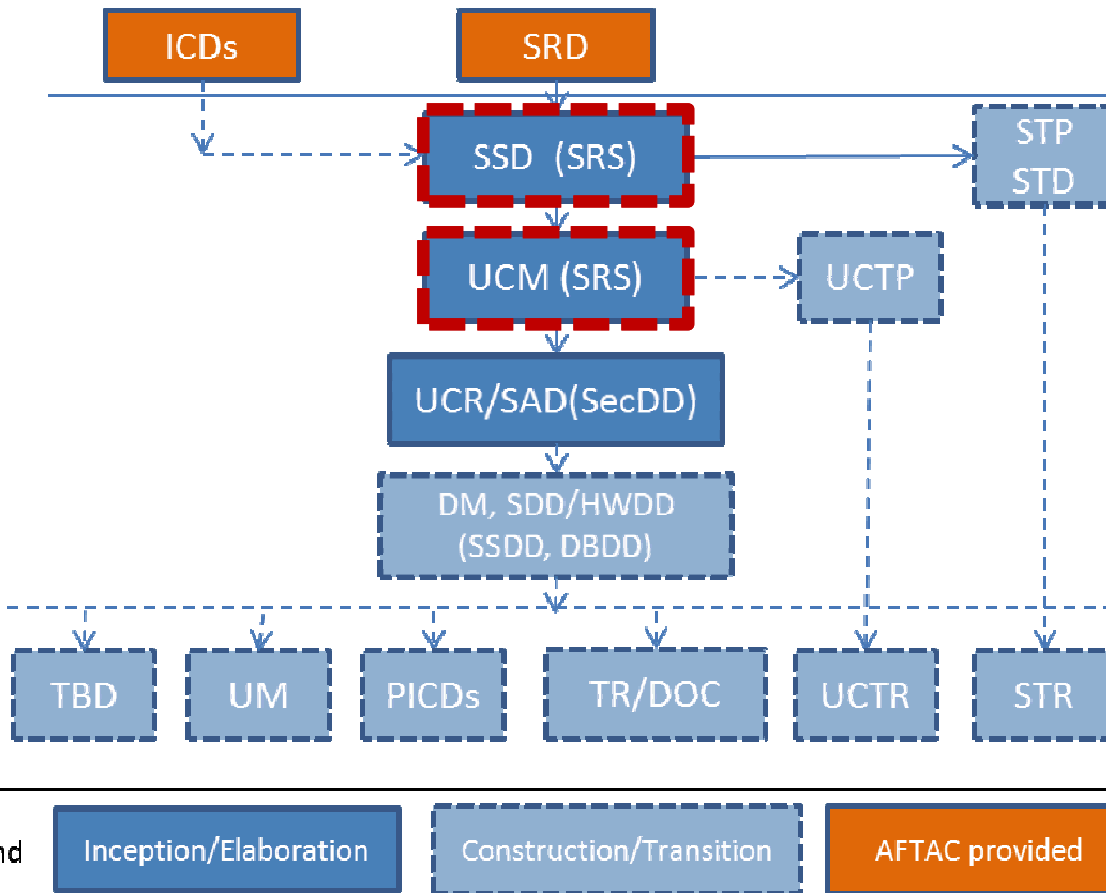 ICDs
SRD
SSD (SRS)
STP
STD
UCM (SRS)
UCTP
UCR/SAD(SecDD)
DM, SDD/HWDD
(SSDD, DBDD)
TBD
UM
PICDs
TR/DOC
UCTR
STR
nd
Inception/Elaboration
Construction/Transition
AFTAC provided